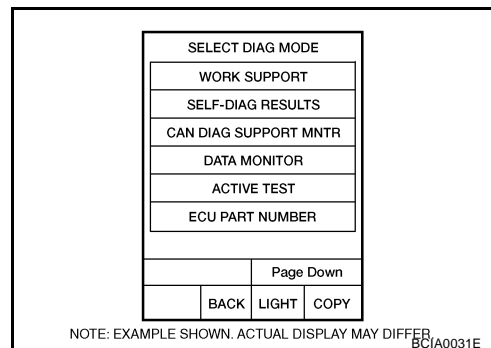 SELECT DIAG MODE
WORK SUPPORT
SELF-DIAG RESULTS
CAN DIAG SUPPORT MNTR
DATA MONITOR
ACTIVE TEST
ECU PART NUMBER
Page Down
BACK LIGHT COPY
NOTE: EXAMPLE SHOWN. ACTUAL DISPLAY MAY DIFFER.
BCIA0031E